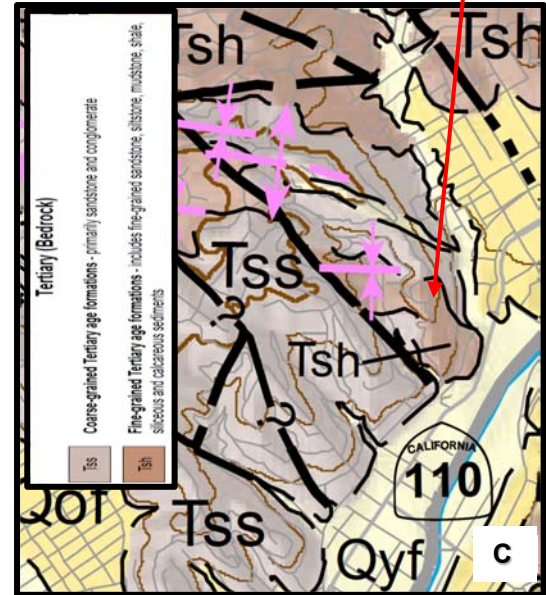 Tertiary (Bedrock)
Tss
Coarse-grained Tertiary age formations - primarily sandstone and conglomerate
Tsh
Fine-grained Tertiary age formations - includes fine-grained sandstone, siltstone, mudstone, shale,
siliceous and calcareous sediments
Tsh
Tsh
Tss
?
Tsh
?
CALIFORNIA
110
Qof
Tss
Qyf
C